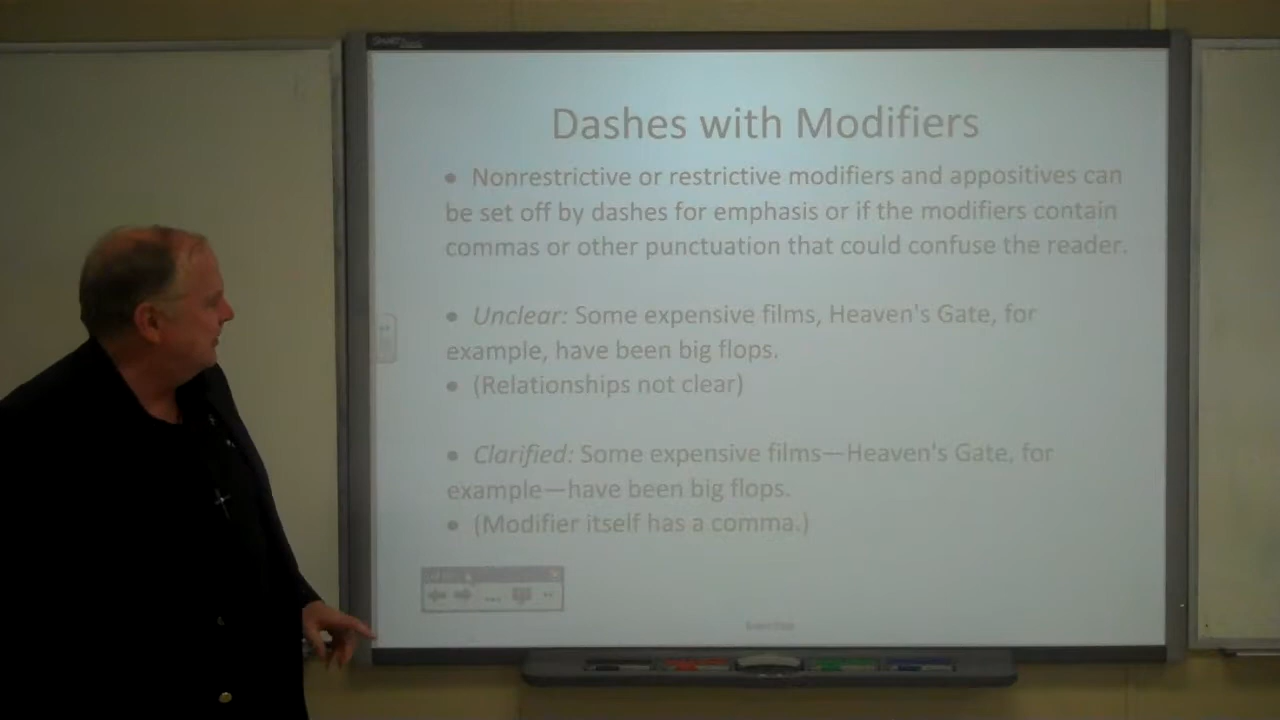 Dashes with Modifiers
• Nonrestrictive or restrictive modifiers and appositives can
be set off by dashes for emphasis or if the modifiers contain
commas or other punctuation that could confuse the reader.
• Unclear: Some expensive films, Heaven's Gate, for
example, have been big flops.
• (Relationships not clear)
• Clarified: Some expensive films—Heaven's Gate, for
example—have been big flops.
• (Modifier itself has a comma.)